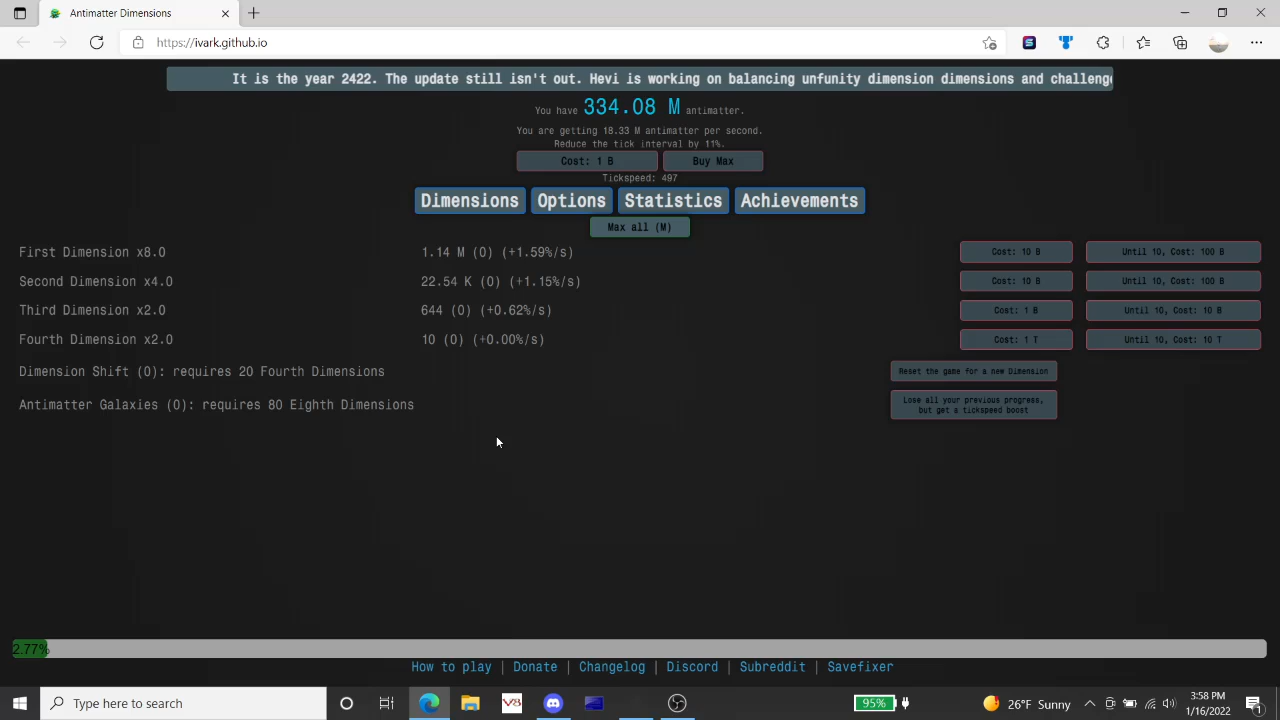 Antimatter Dimensions
https://ivark.github.io
It is the year 2422. The update still isn't out. Hevi is working on balancing unfunity dimension dimensions and challenge
You have 334.08 M antimatter.
You are getting 18.33 M antimatter per second.
Reduce the tick interval by 11%.
Cost: 1 B Buy Max
Tickspeed: 497
Dimensions Options Statistics Achievements
Max all (M)
First Dimension x8.0 1.14 M (0) (+1.59%/s) Cost: 10 B Until 10, Cost: 100 B
Second Dimension x4.0 22.54 K (0) (+1.15%/s) Cost: 10 B Until 10, Cost: 100 B
Third Dimension x2.0 644 (0) (+0.62%/s) Cost: 1 B Until 10, Cost: 10 B
Fourth Dimension x2.0 10 (0) (+0.00%/s) Cost: 1 T Until 10, Cost: 10 T
Dimension Shift (0): requires 20 Fourth Dimensions Reset the game for a new Dimension
Antimatter Galaxies (0): requires 80 Eighth Dimensions Lose all your previous progress,
but get a tickspeed boost
2.77%
How to play | Donate | Changelog | Discord | Subreddit | Savefixer
Type here to search V8 95% 26°F Sunny 3:58 PM
1/16/2022 1